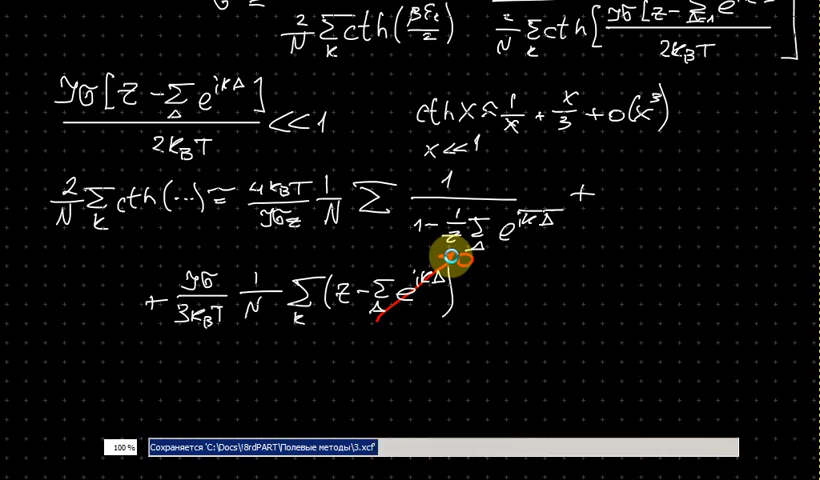 2/N Σ_k cth(βε_k/2)   2/N Σ_k cth[Jσ[z-Σ_Δ e / 2k_BT]
Jσ[z - Σ_Δ e^{ikΔ}] / 2k_BT << 1   cth x ≈ 1/x + x/3 + o(x³)
x << 1
2/N Σ_k cth(...) ≈ 4k_BT/Jσz 1/N Σ 1 / (1 - 1/z Σ_Δ e^{ikΔ}) +
+ Jσ/3k_BT 1/N Σ_k (z - Σ_Δ e^{ikΔ})
100 % Сохраняется 'C:\Docs\!8rdPART\Полевые методы\3.xcf'